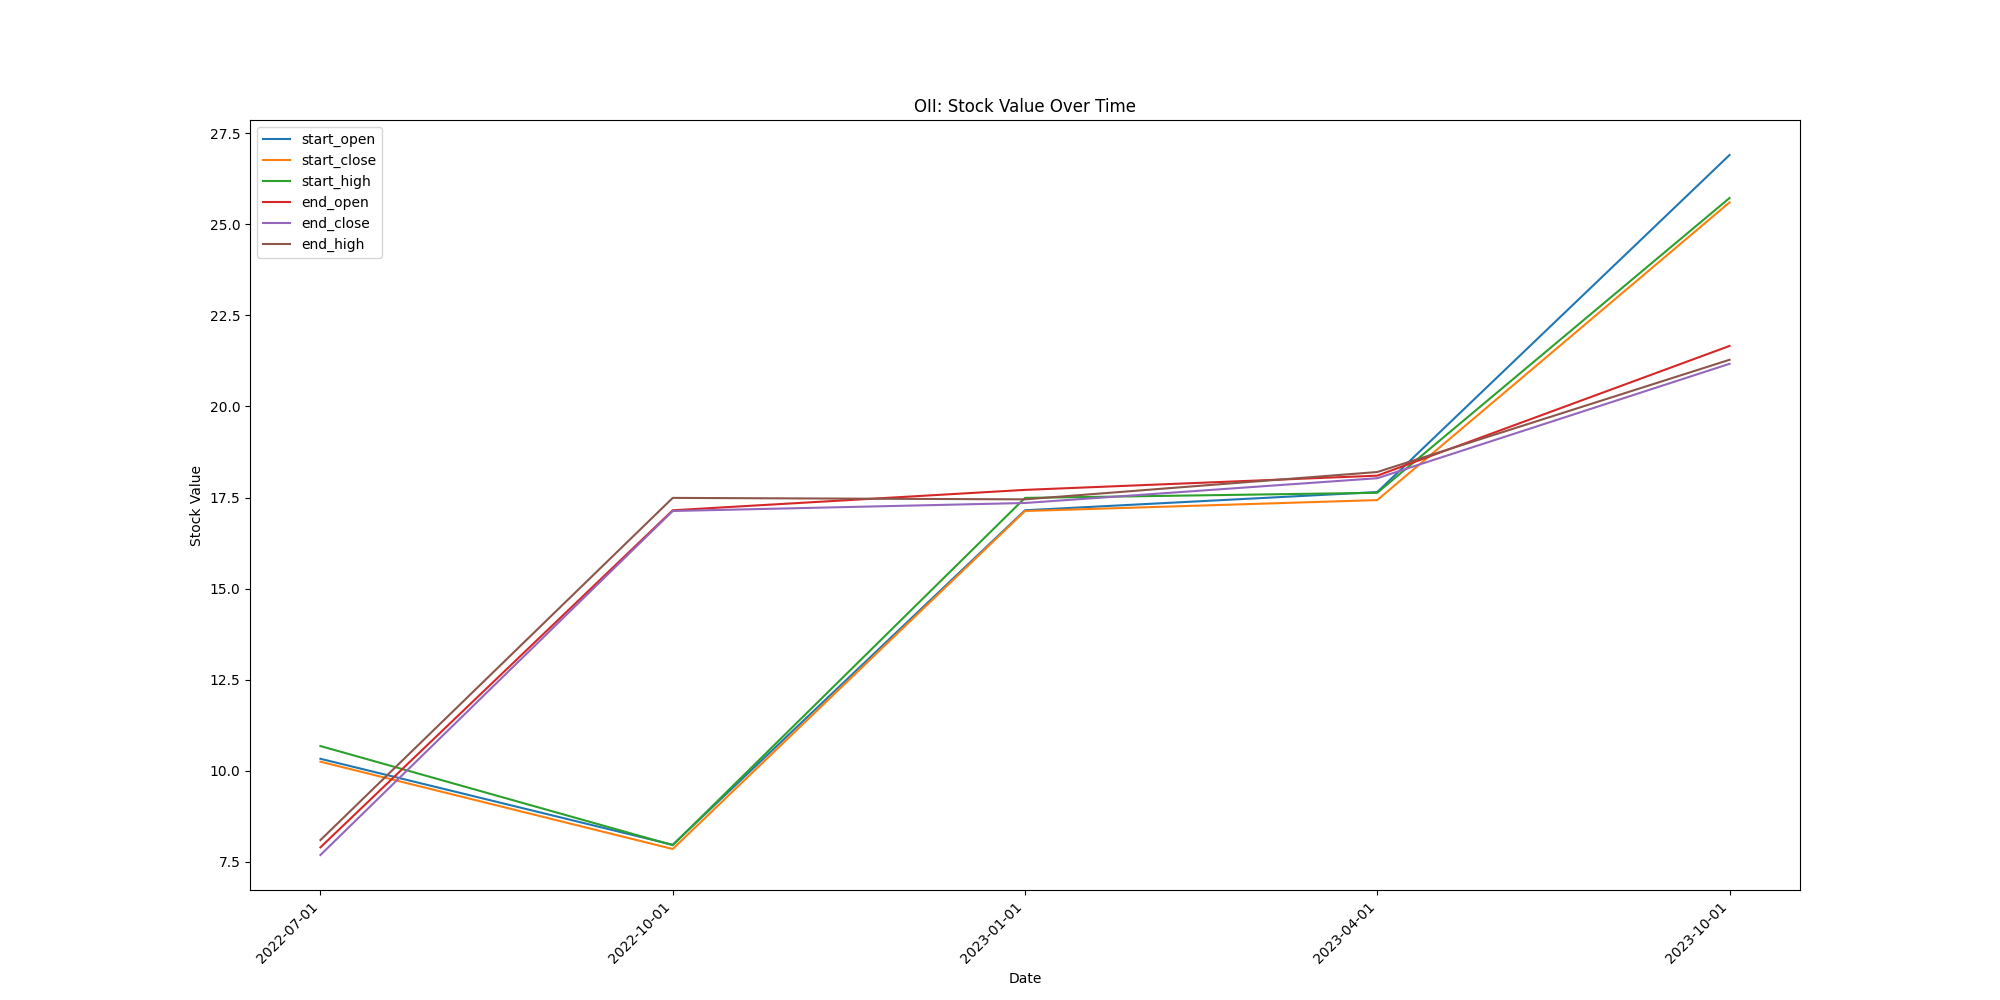 OII: Stock Value Over Time
start_open
start_close
start_high
end_open
end_close
end_high
27.5
25.0
22.5
20.0
17.5
15.0
12.5
10.0
7.5
Stock Value
2022-07-01
2022-10-01
2023-01-01
2023-04-01
2023-10-01
Date